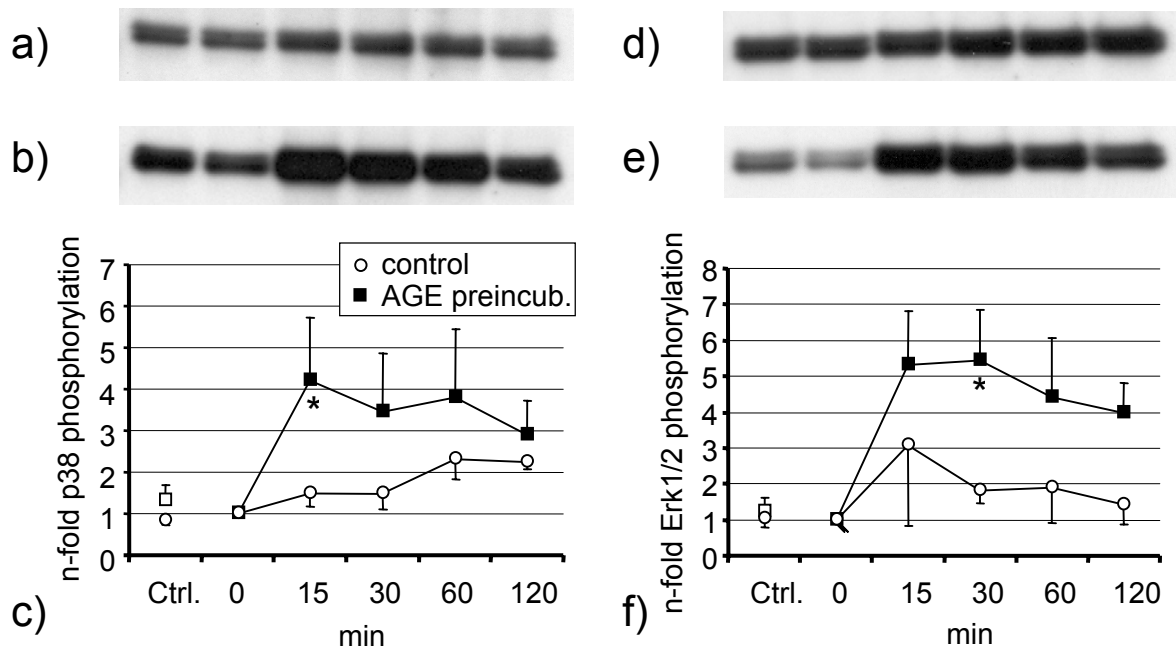 a)
b)
n-fold p38 phosphorylation
7
6
5
4
3
2
1
0
control
AGE preincub.
*
Ctrl. 0 15 30 60 120
min
c)
d)
e)
n-fold Erk1/2 phosphorylation
8
7
6
5
4
3
2
1
0
*
Ctrl. 0 15 30 60 120
min
f)